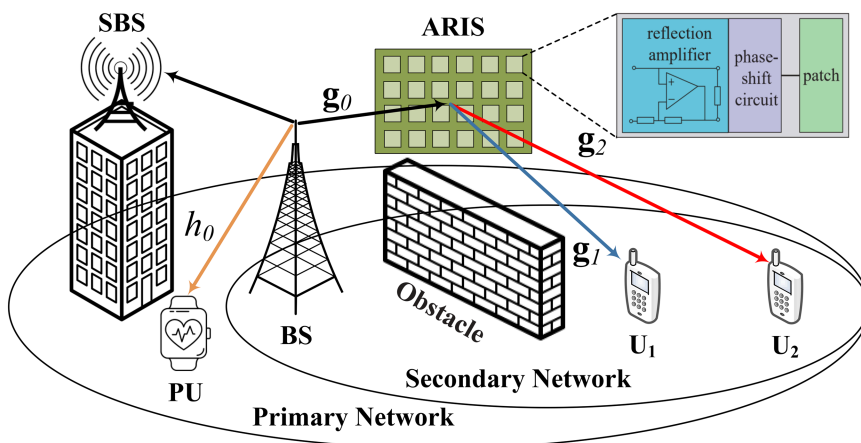 SBS
ARIS
reflection
amplifier
phase-
shift
circuit
patch
+
−
g0
g2
h0
g1
Obstacle
BS
PU
U1
U2
Secondary Network
Primary Network